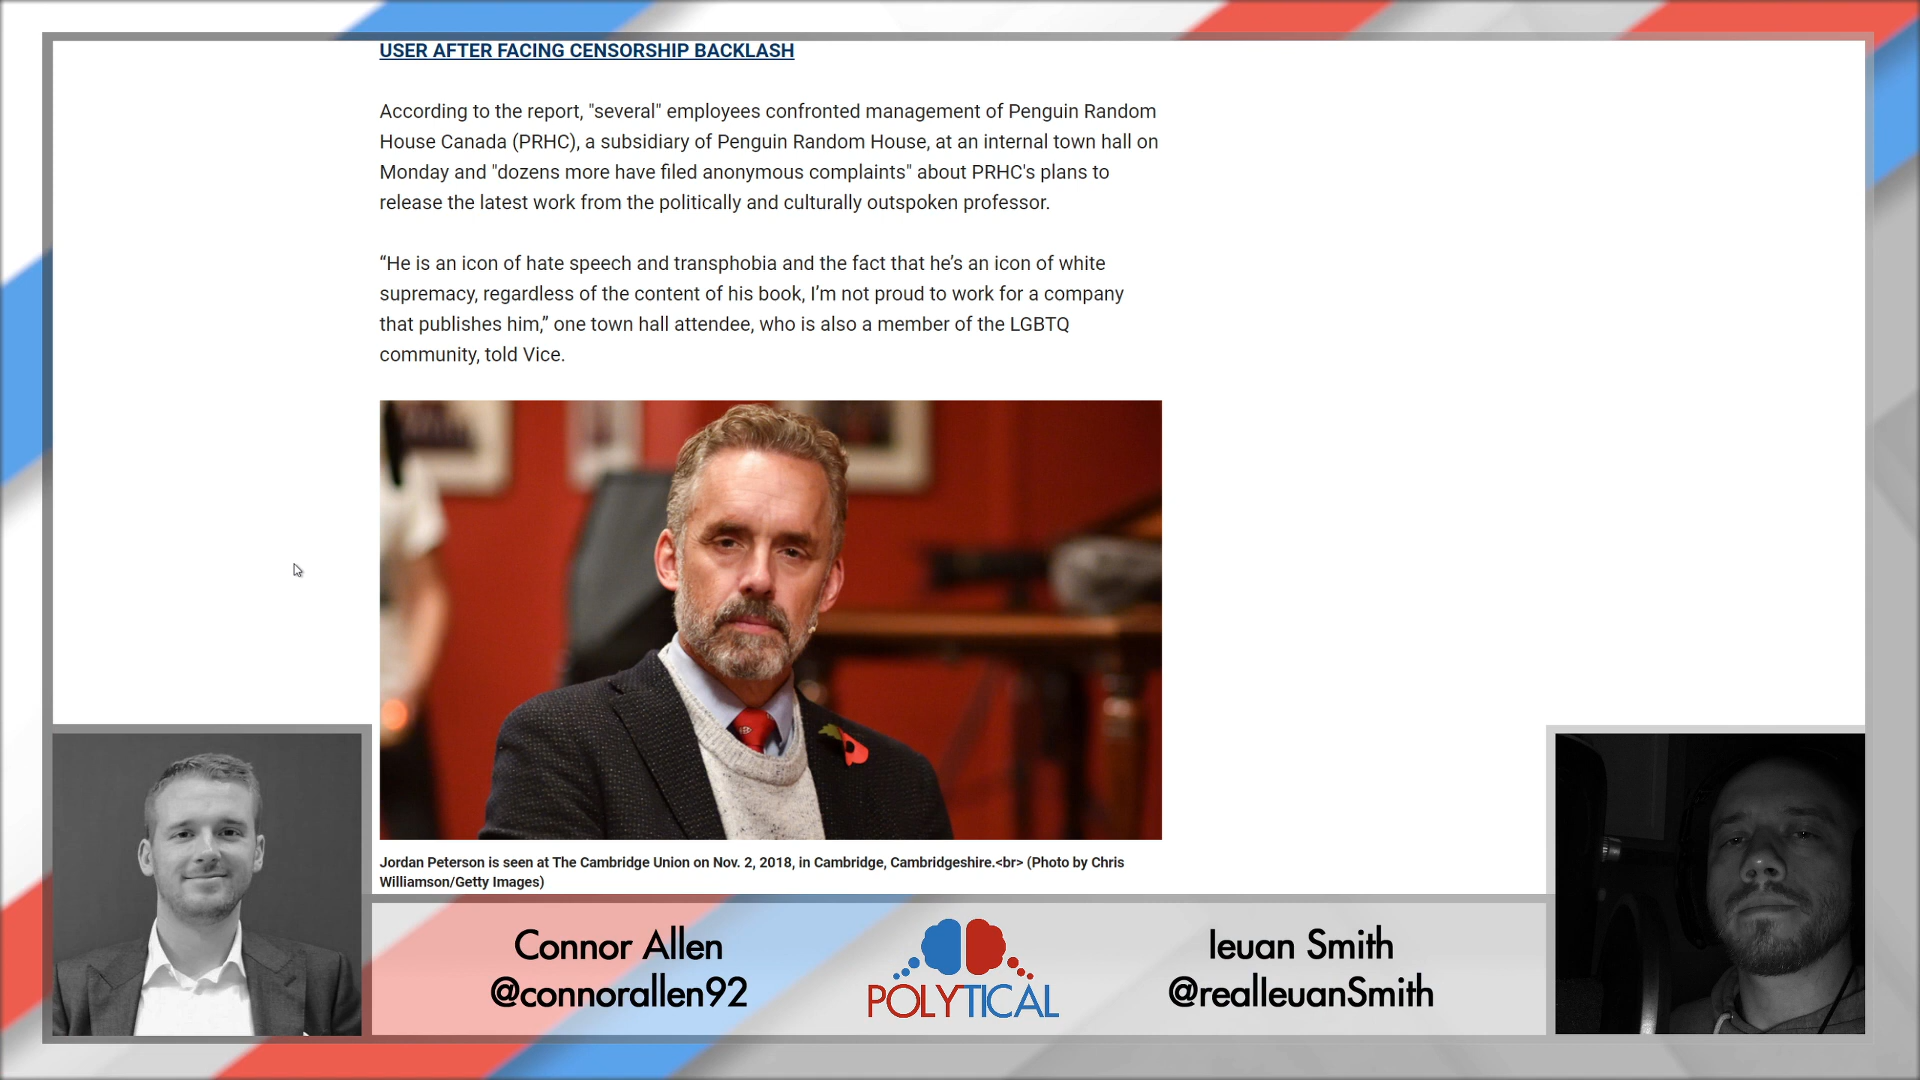 USER AFTER FACING CENSORSHIP BACKLASH
According to the report, "several" employees confronted management of Penguin Random
House Canada (PRHC), a subsidiary of Penguin Random House, at an internal town hall on
Monday and "dozens more have filed anonymous complaints" about PRHC's plans to
release the latest work from the politically and culturally outspoken professor.
“He is an icon of hate speech and transphobia and the fact that he’s an icon of white
supremacy, regardless of the content of his book, I’m not proud to work for a company
that publishes him,” one town hall attendee, who is also a member of the LGBTQ
community, told Vice.
Jordan Peterson is seen at The Cambridge Union on Nov. 2, 2018, in Cambridge, Cambridgeshire.<br> (Photo by Chris
Williamson/Getty Images)
Connor Allen
@connorallen92
POLYTICAL
Ieuan Smith
@realIeuanSmith